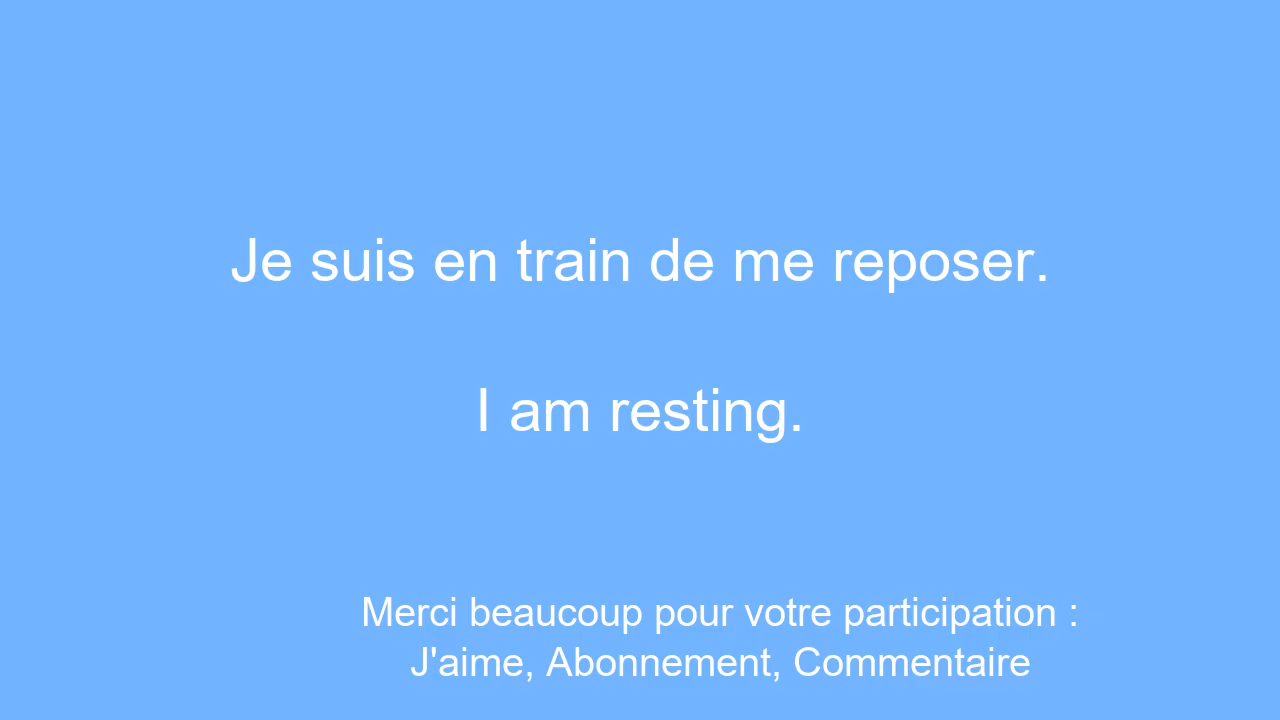 Je suis en train de me reposer.
I am resting.
Merci beaucoup pour votre participation :
J'aime, Abonnement, Commentaire